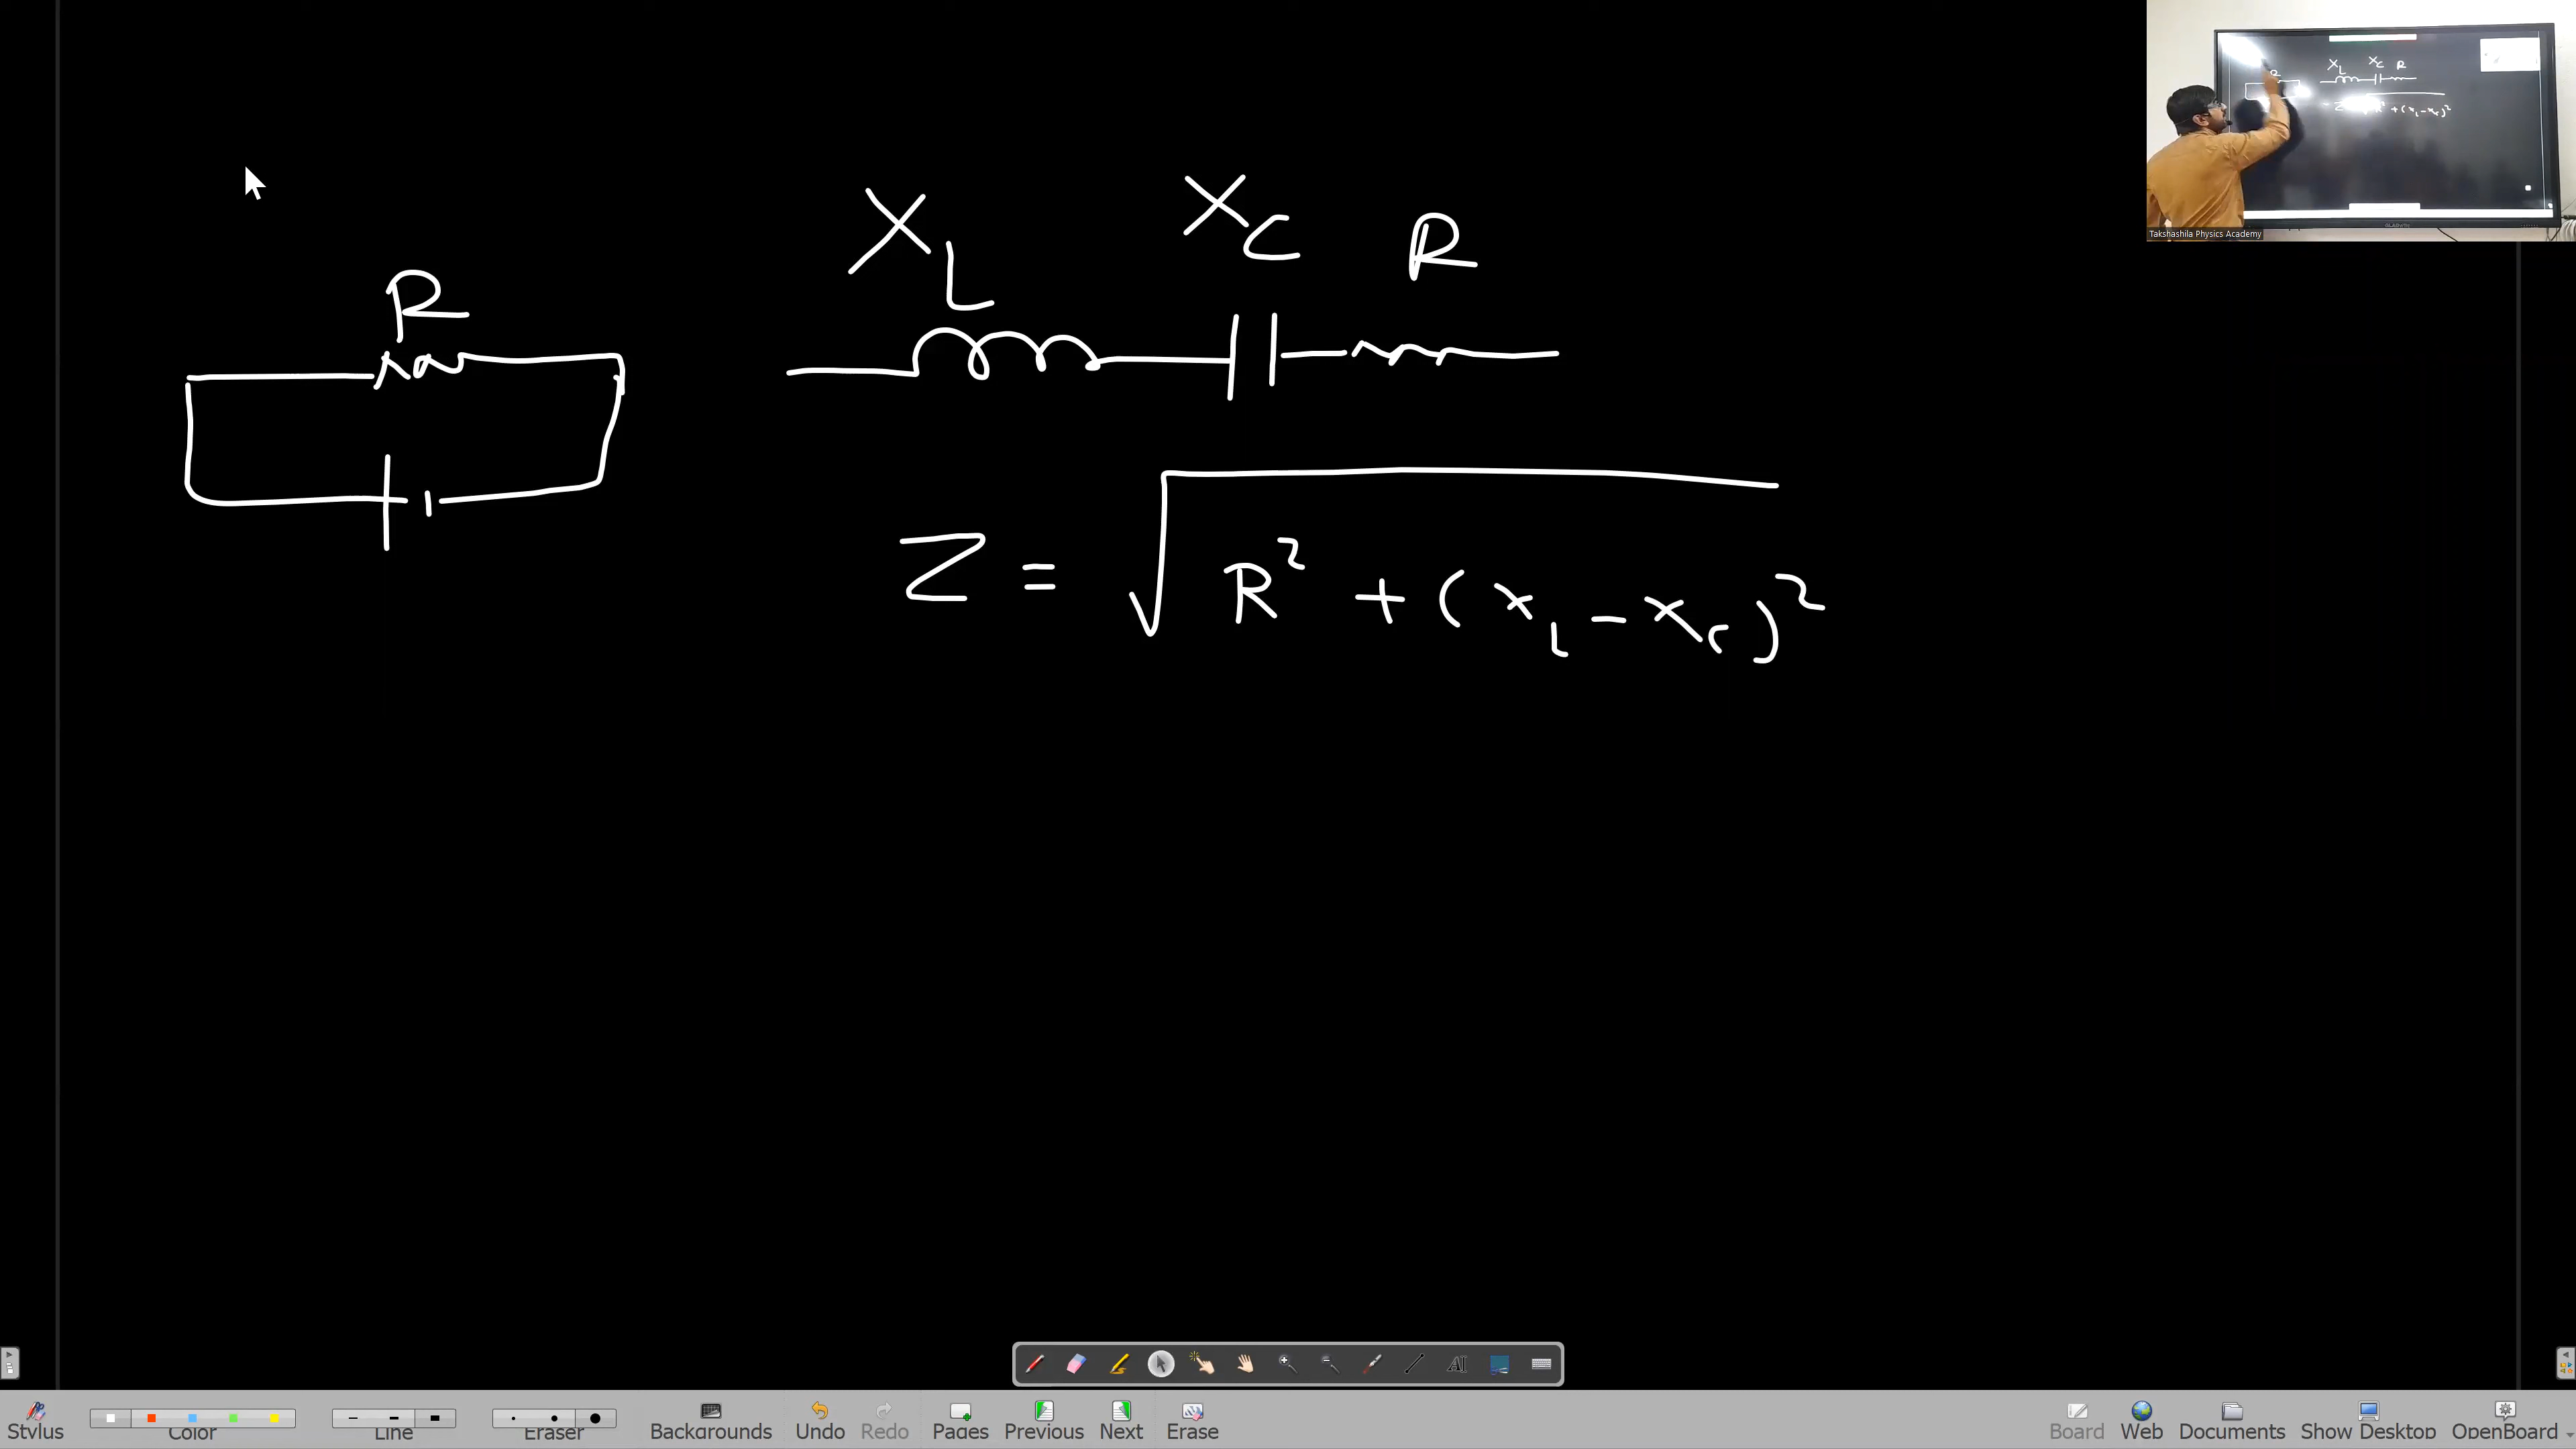 X_L X_C R
R
Z = √(R² + (x_L - x_C)²)
Takshashila Physics Academy
Stylus Color Line Eraser Backgrounds Undo Redo Pages Previous Next Erase Board Web Documents Show Desktop OpenBoard